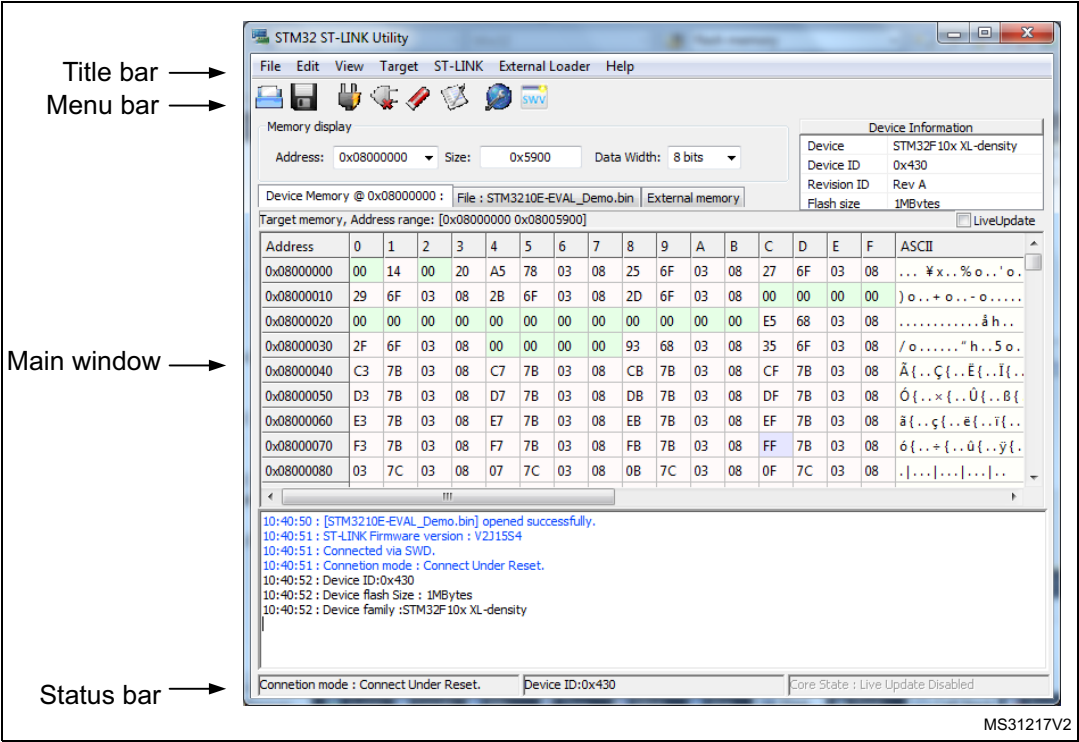 STM32 ST-LINK Utility
Title bar
File Edit View Target ST-LINK External Loader Help
Menu bar
SWV
Memory display
Address: 0x08000000 Size: 0x5900 Data Width: 8 bits
Device Information
Device STM32F10x XL-density
Device ID 0x430
Revision ID Rev A
Flash size 1MBytes
Device Memory @ 0x08000000 : File : STM3210E-EVAL_Demo.bin External memory
Target memory, Address range: [0x08000000 0x08005900] LiveUpdate
Address 0 1 2 3 4 5 6 7 8 9 A B C D E F ASCII
0x08000000 00 14 00 20 A5 78 03 08 25 6F 03 08 27 6F 03 08 ... ¥x..%o..'o.
0x08000010 29 6F 03 08 2B 6F 03 08 2D 6F 03 08 00 00 00 00 )o..+o..-o.....
0x08000020 00 00 00 00 00 00 00 00 00 00 00 00 E5 68 03 08 ............åh..
0x08000030 2F 6F 03 08 00 00 00 00 93 68 03 08 35 6F 03 08 /o......“h..5o.
Main window
0x08000040 C3 7B 03 08 C7 7B 03 08 CB 7B 03 08 CF 7B 03 08 Ã{..Ç{..Ë{..Ï{..
0x08000050 D3 7B 03 08 D7 7B 03 08 DB 7B 03 08 DF 7B 03 08 Ó{..×{..Û{..ß{
0x08000060 E3 7B 03 08 E7 7B 03 08 EB 7B 03 08 EF 7B 03 08 ã{..ç{..ë{..ï{..
0x08000070 F3 7B 03 08 F7 7B 03 08 FB 7B 03 08 FF 7B 03 08 ó{..÷{..û{..ÿ{.
0x08000080 03 7C 03 08 07 7C 03 08 0B 7C 03 08 0F 7C 03 08 .|...|...|...|..
10:40:50 : [STM3210E-EVAL_Demo.bin] opened successfully.
10:40:51 : ST-LINK Firmware version : V2J15S4
10:40:51 : Connected via SWD.
10:40:51 : Connetion mode : Connect Under Reset.
10:40:52 : Device ID:0x430
10:40:52 : Device flash Size : 1MBytes
10:40:52 : Device family :STM32F10x XL-density
Status bar
Connetion mode : Connect Under Reset. Device ID:0x430 Core State : Live Update Disabled
MS31217V2